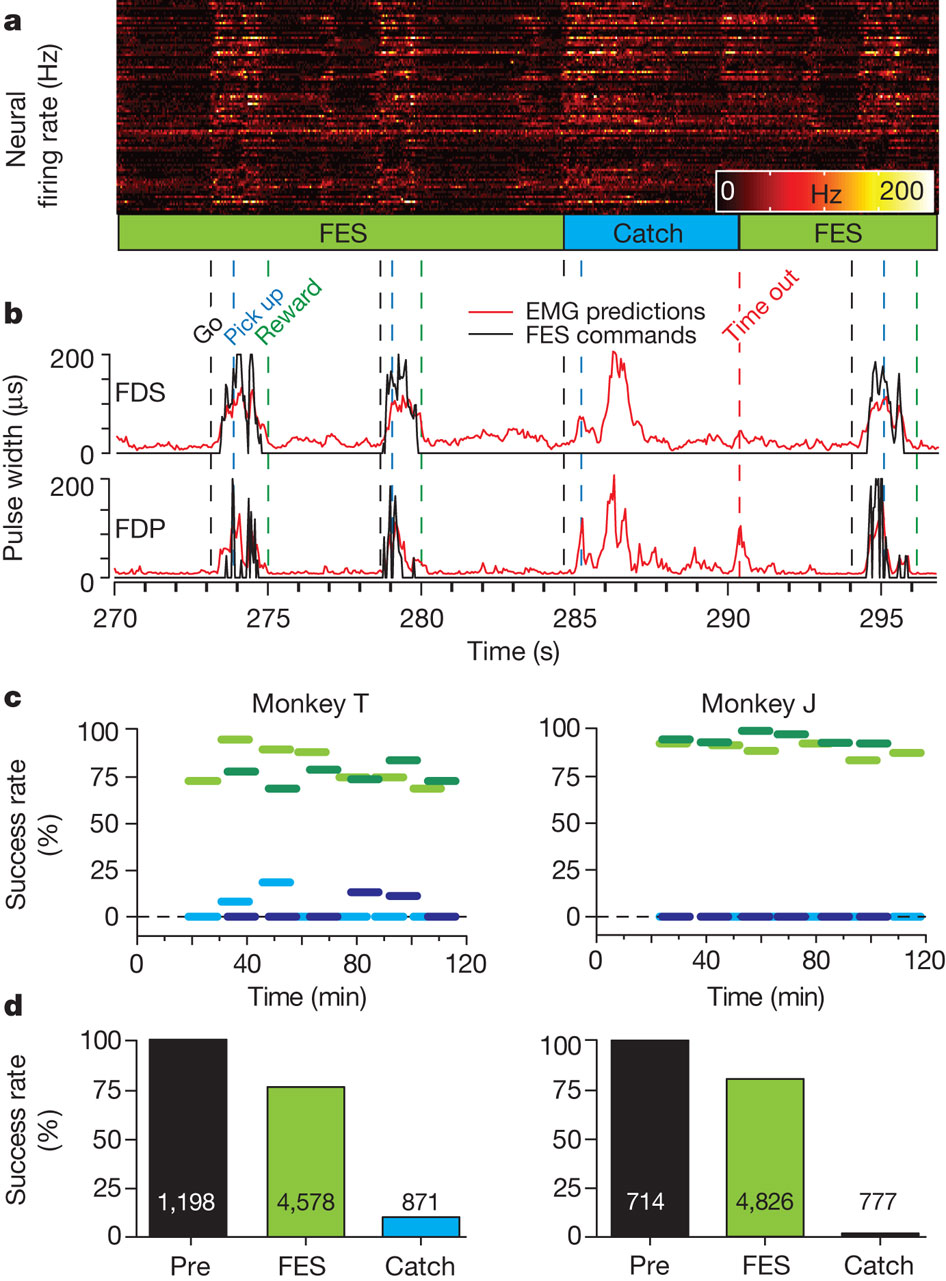 a
Neural
firing rate (Hz)
0 Hz 200
FES Catch FES
b
Go
Pick up
Reward
EMG predictions
FES commands
Time out
Pulse width (µs)
200
FDS
0
200
FDP
0
270 275 280 285 290 295
Time (s)
c
Monkey T
Success rate
(%)
100
75
50
25
0
0 40 80 120
Time (min)
Monkey J
100
75
50
25
0
0 40 80 120
Time (min)
d
Success rate
(%)
100
75
50
25
0
1,198 4,578 871
Pre FES Catch
100
75
50
25
0
714 4,826 777
Pre FES Catch